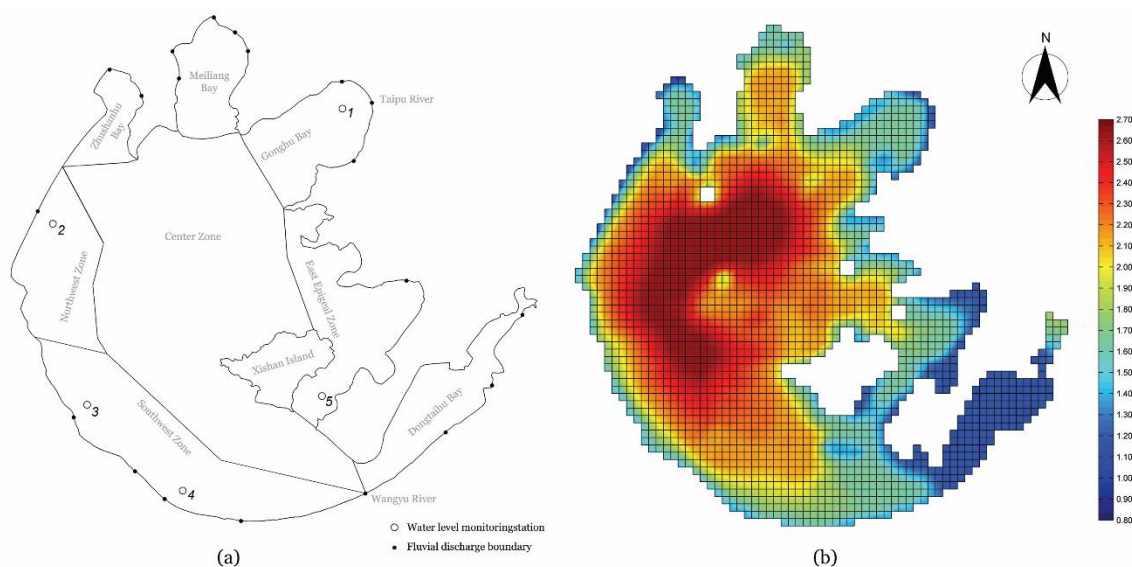 Meiliang
Bay
Zhushanhu
Bay
1
Taipu River
Gonghu Bay
2
Center Zone
Northwest Zone
East Epigeal Zone
Xishan Island
3
5
Southwest Zone
Dongtaihu Bay
4
Wangyu River
Water level monitoringstation
Fluvial discharge boundary
(a)
N
2.70
2.60
2.50
2.40
2.30
2.20
2.10
2.00
1.90
1.80
1.70
1.60
1.50
1.40
1.30
1.20
1.10
1.00
0.90
0.80
(b)